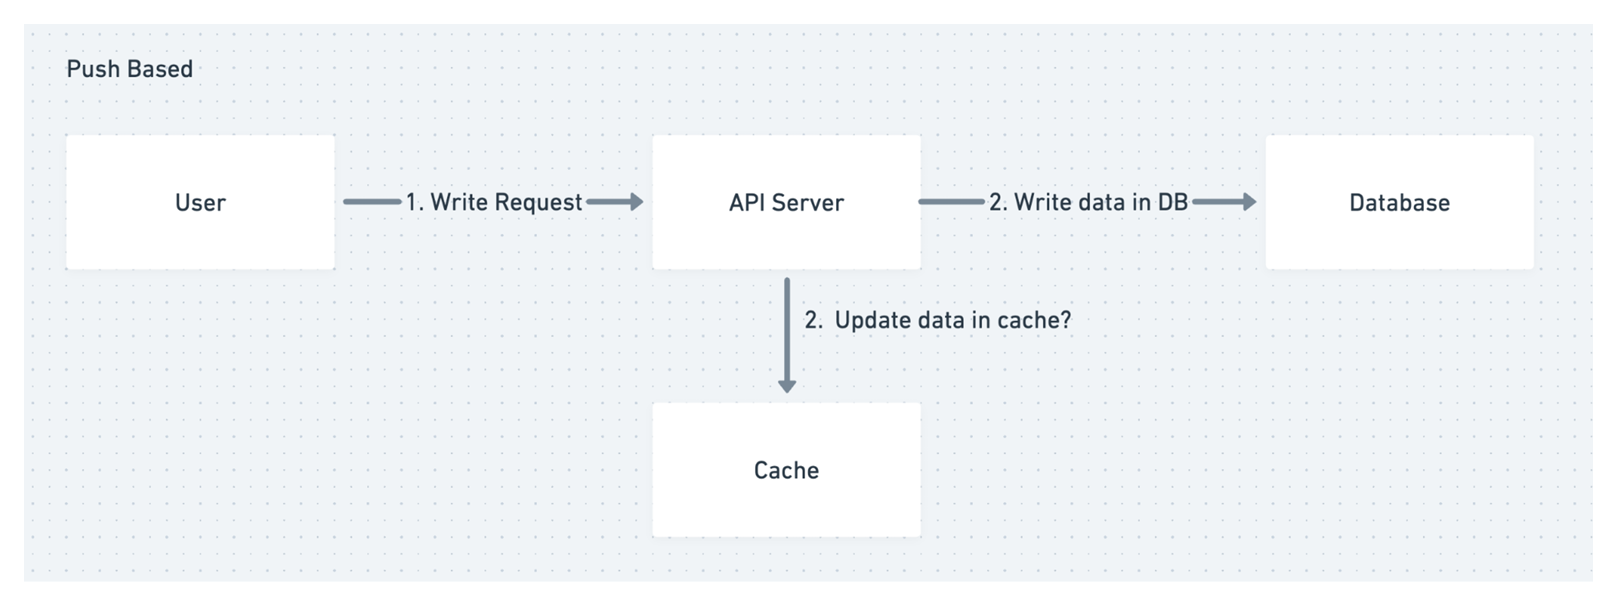 Push Based
User
1. Write Request
API Server
2. Write data in DB
Database
2. Update data in cache?
Cache